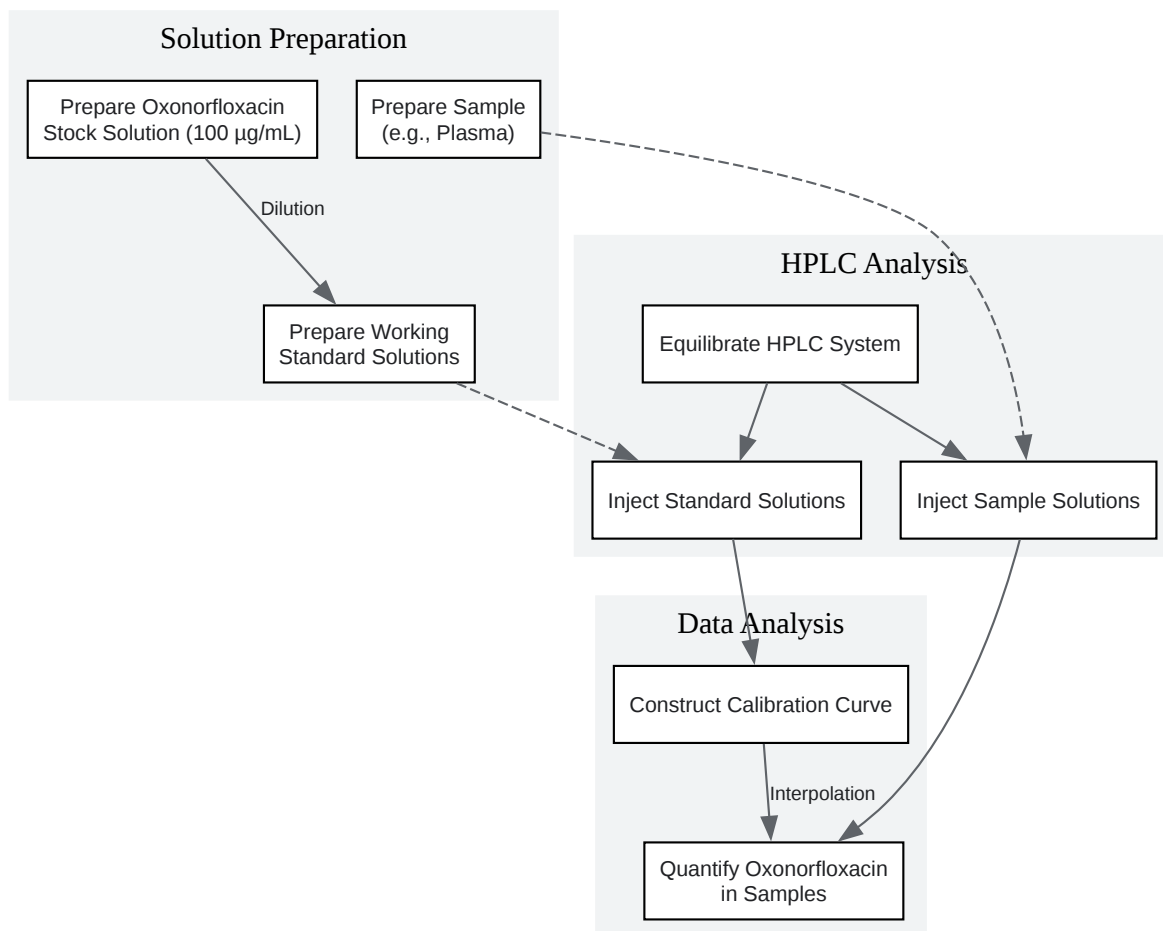 Solution Preparation
Prepare Oxonorfloxacin
Stock Solution (100 µg/mL)
Prepare Sample
(e.g., Plasma)
Dilution
Prepare Working
Standard Solutions
HPLC Analysis
Equilibrate HPLC System
Inject Standard Solutions
Inject Sample Solutions
Data Analysis
Construct Calibration Curve
Interpolation
Quantify Oxonorfloxacin
in Samples